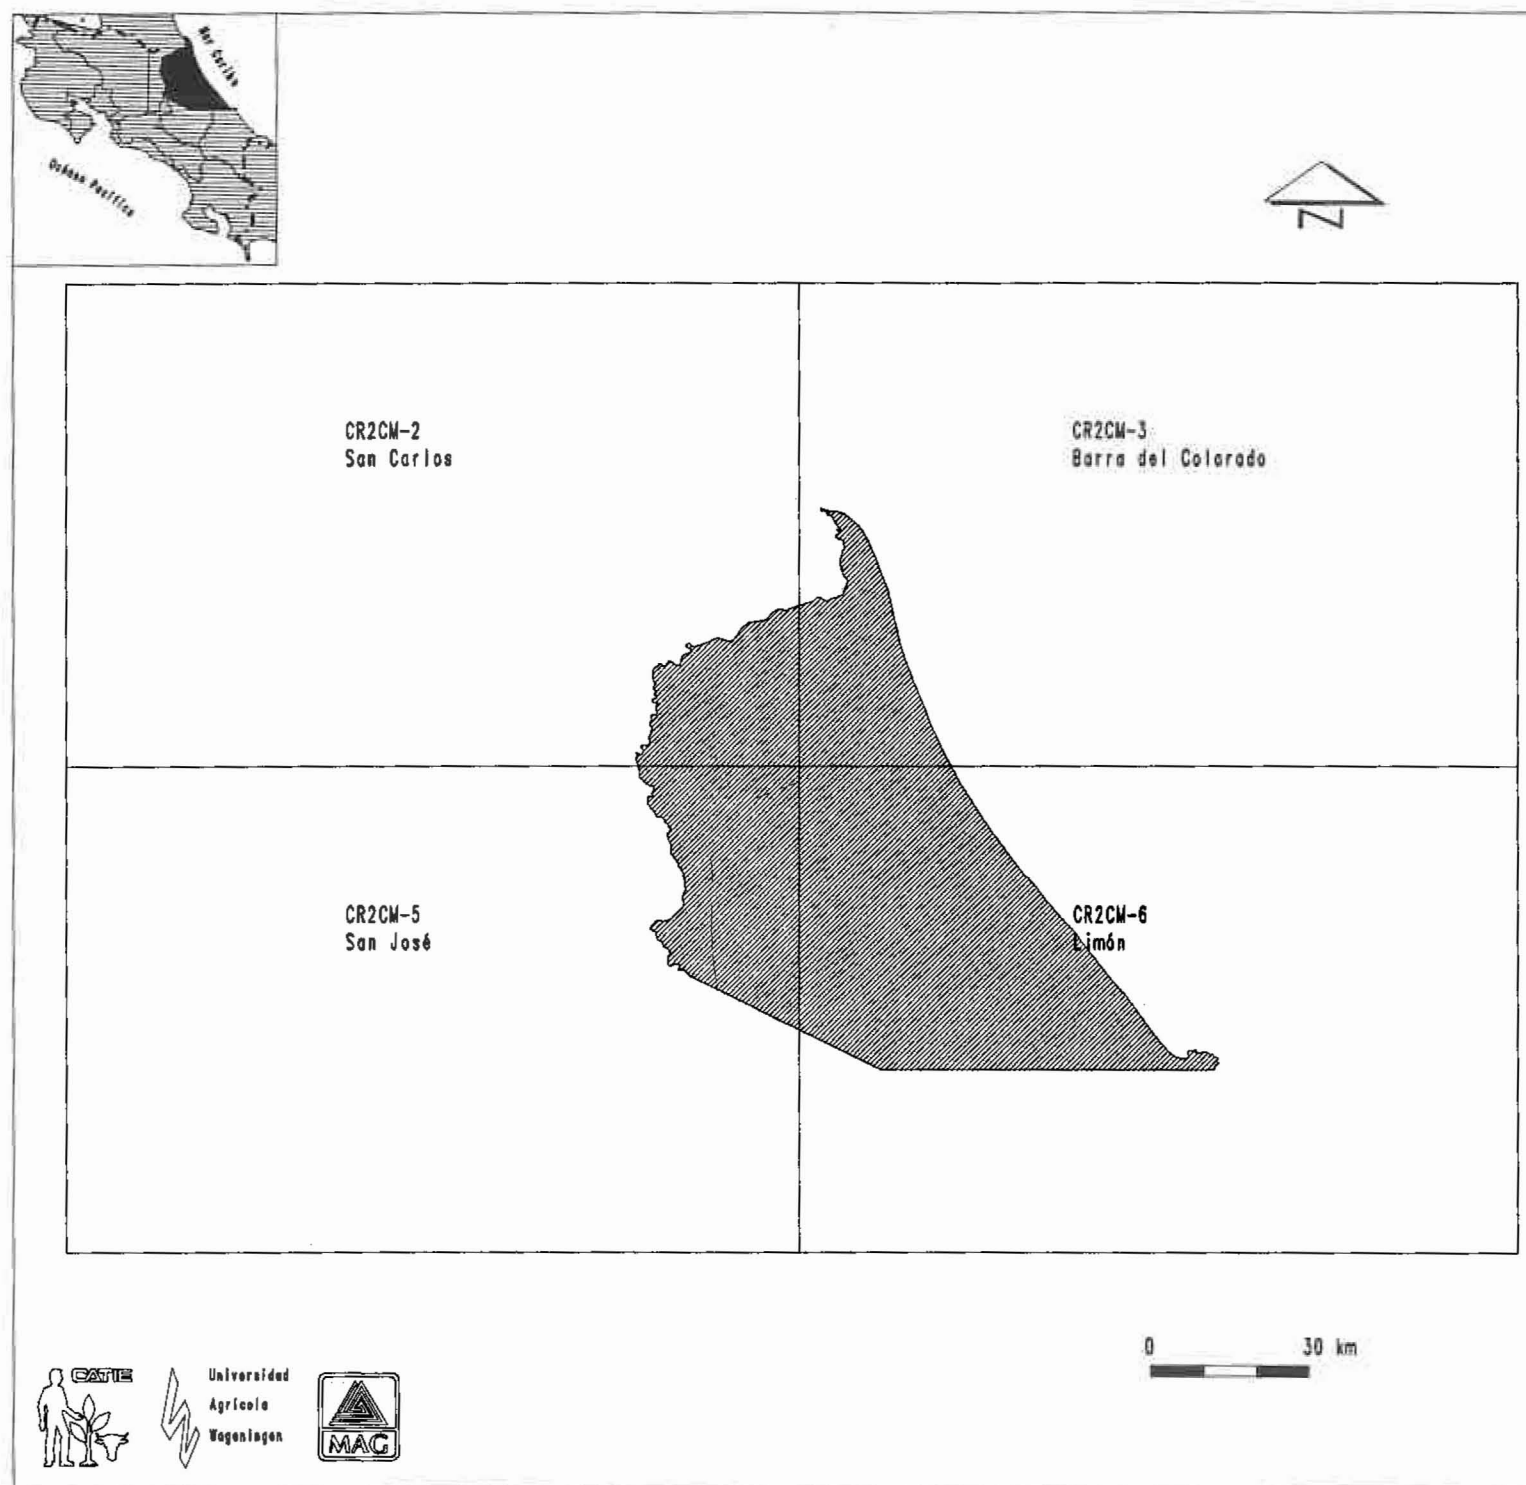 Mar Caribe
Océano Pacífico
N
CR2CM-2
San Carlos
CR2CM-3
Barra del Colorado
CR2CM-5
San José
CR2CM-6
Limón
0 30 km
CATIE
Universidad
Agrícola
Wageningen
MAG